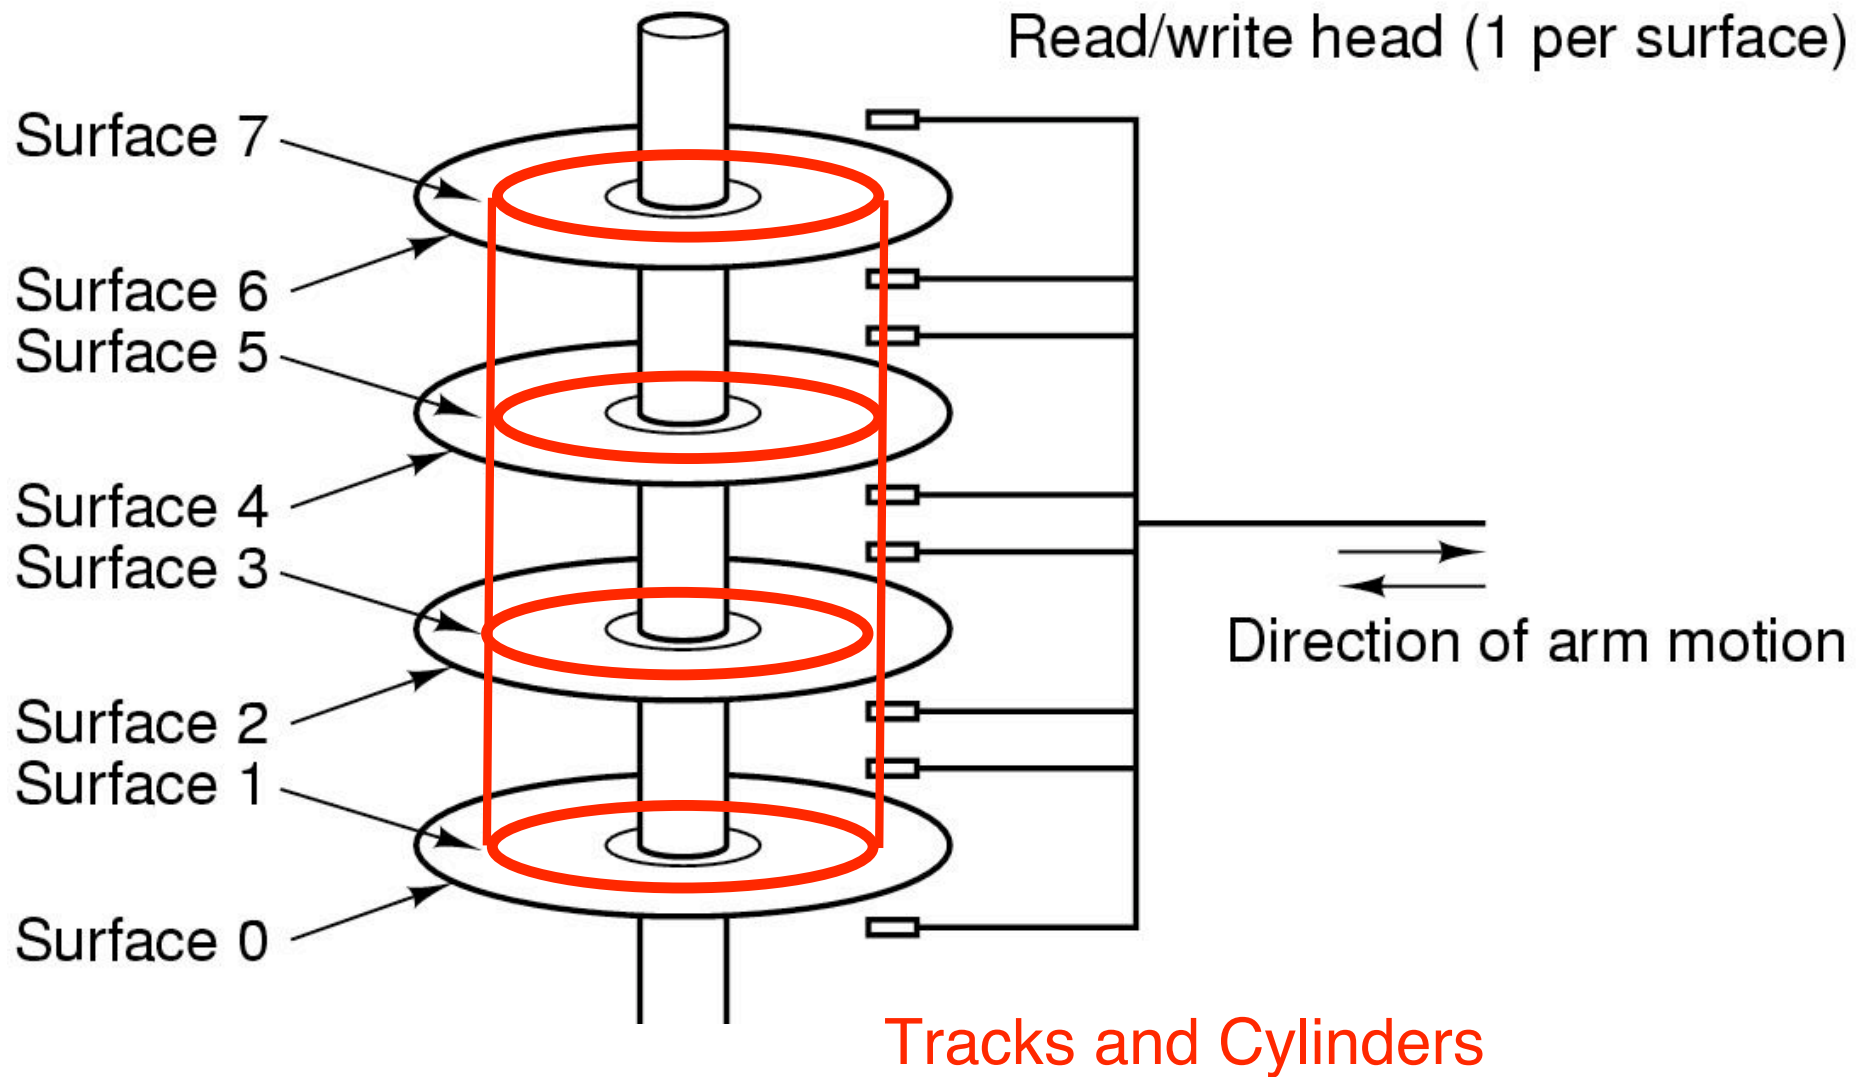 Read/write head (1 per surface)
Surface 7
Surface 6
Surface 5
Surface 4
Surface 3
Surface 2
Surface 1
Surface 0
Direction of arm motion
Tracks and Cylinders